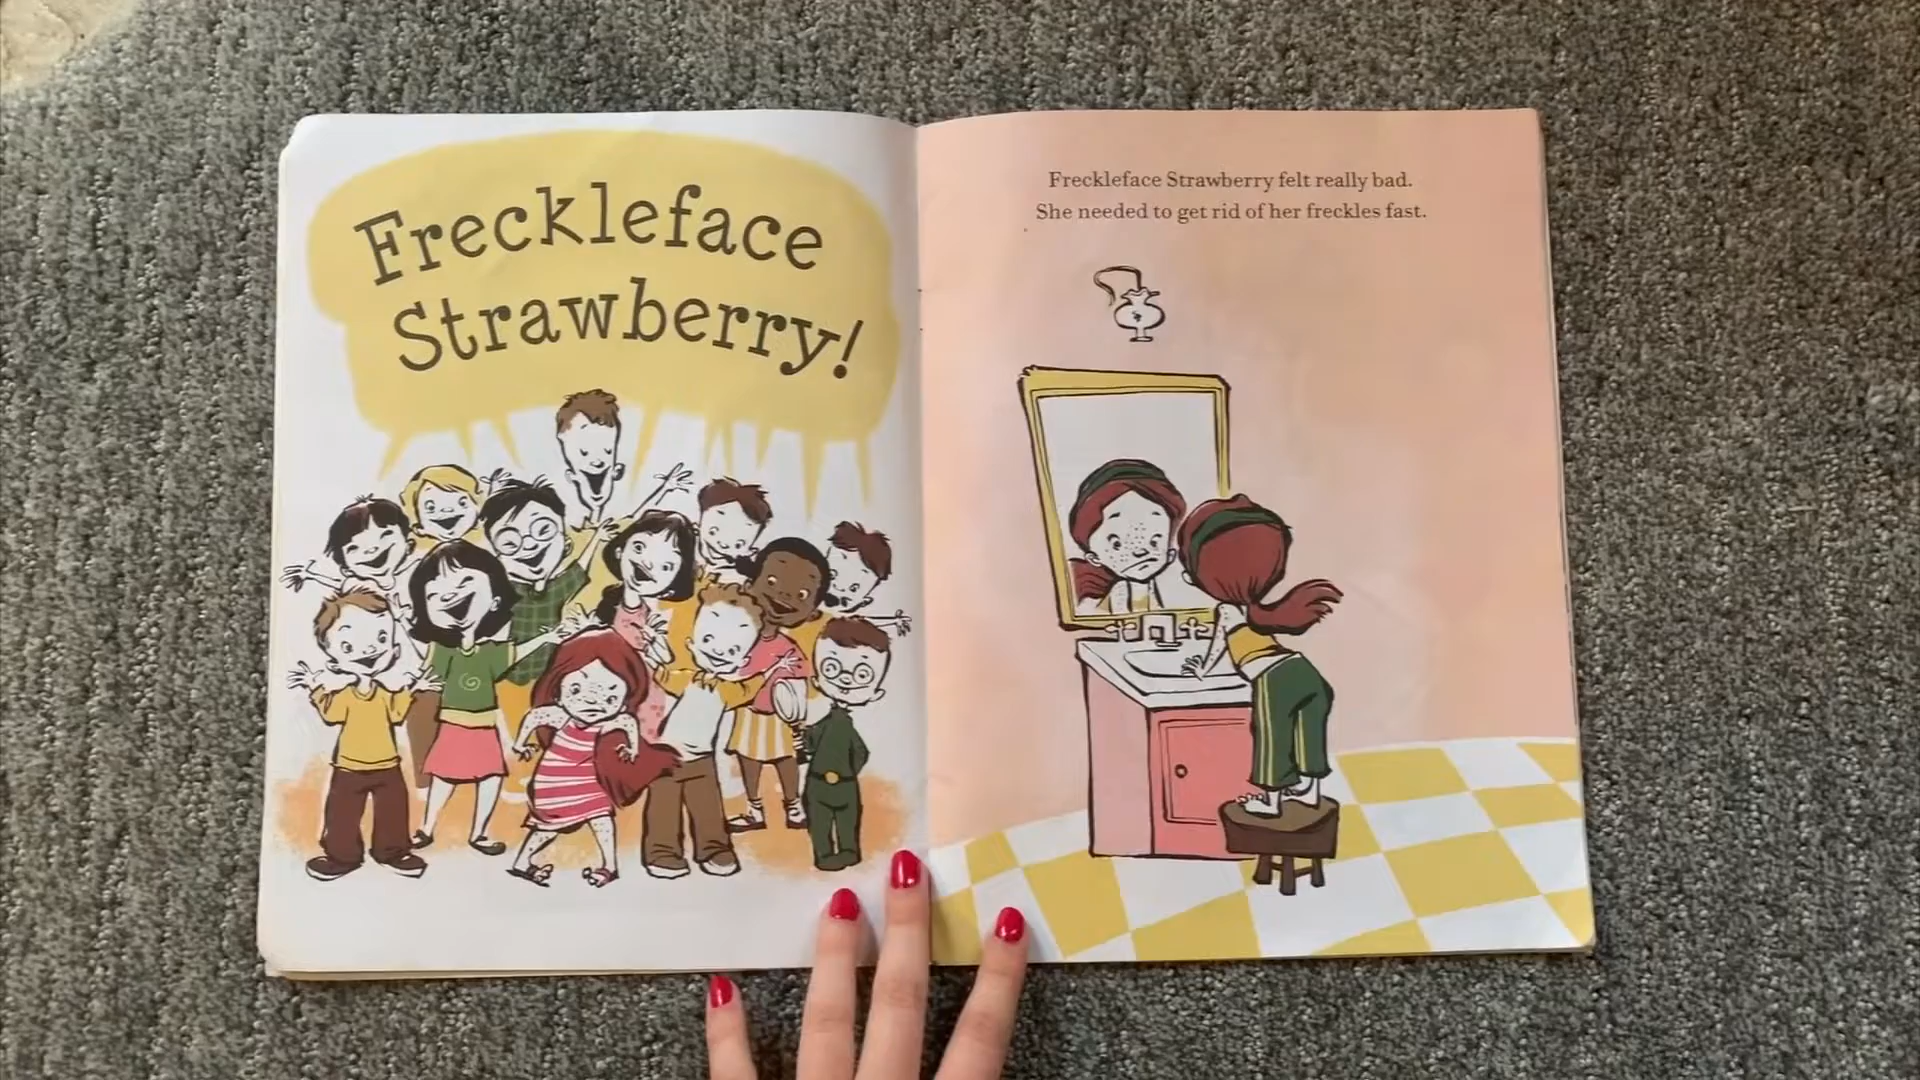 Freckleface
Strawberry!
Freckleface Strawberry felt really bad.
She needed to get rid of her freckles fast.